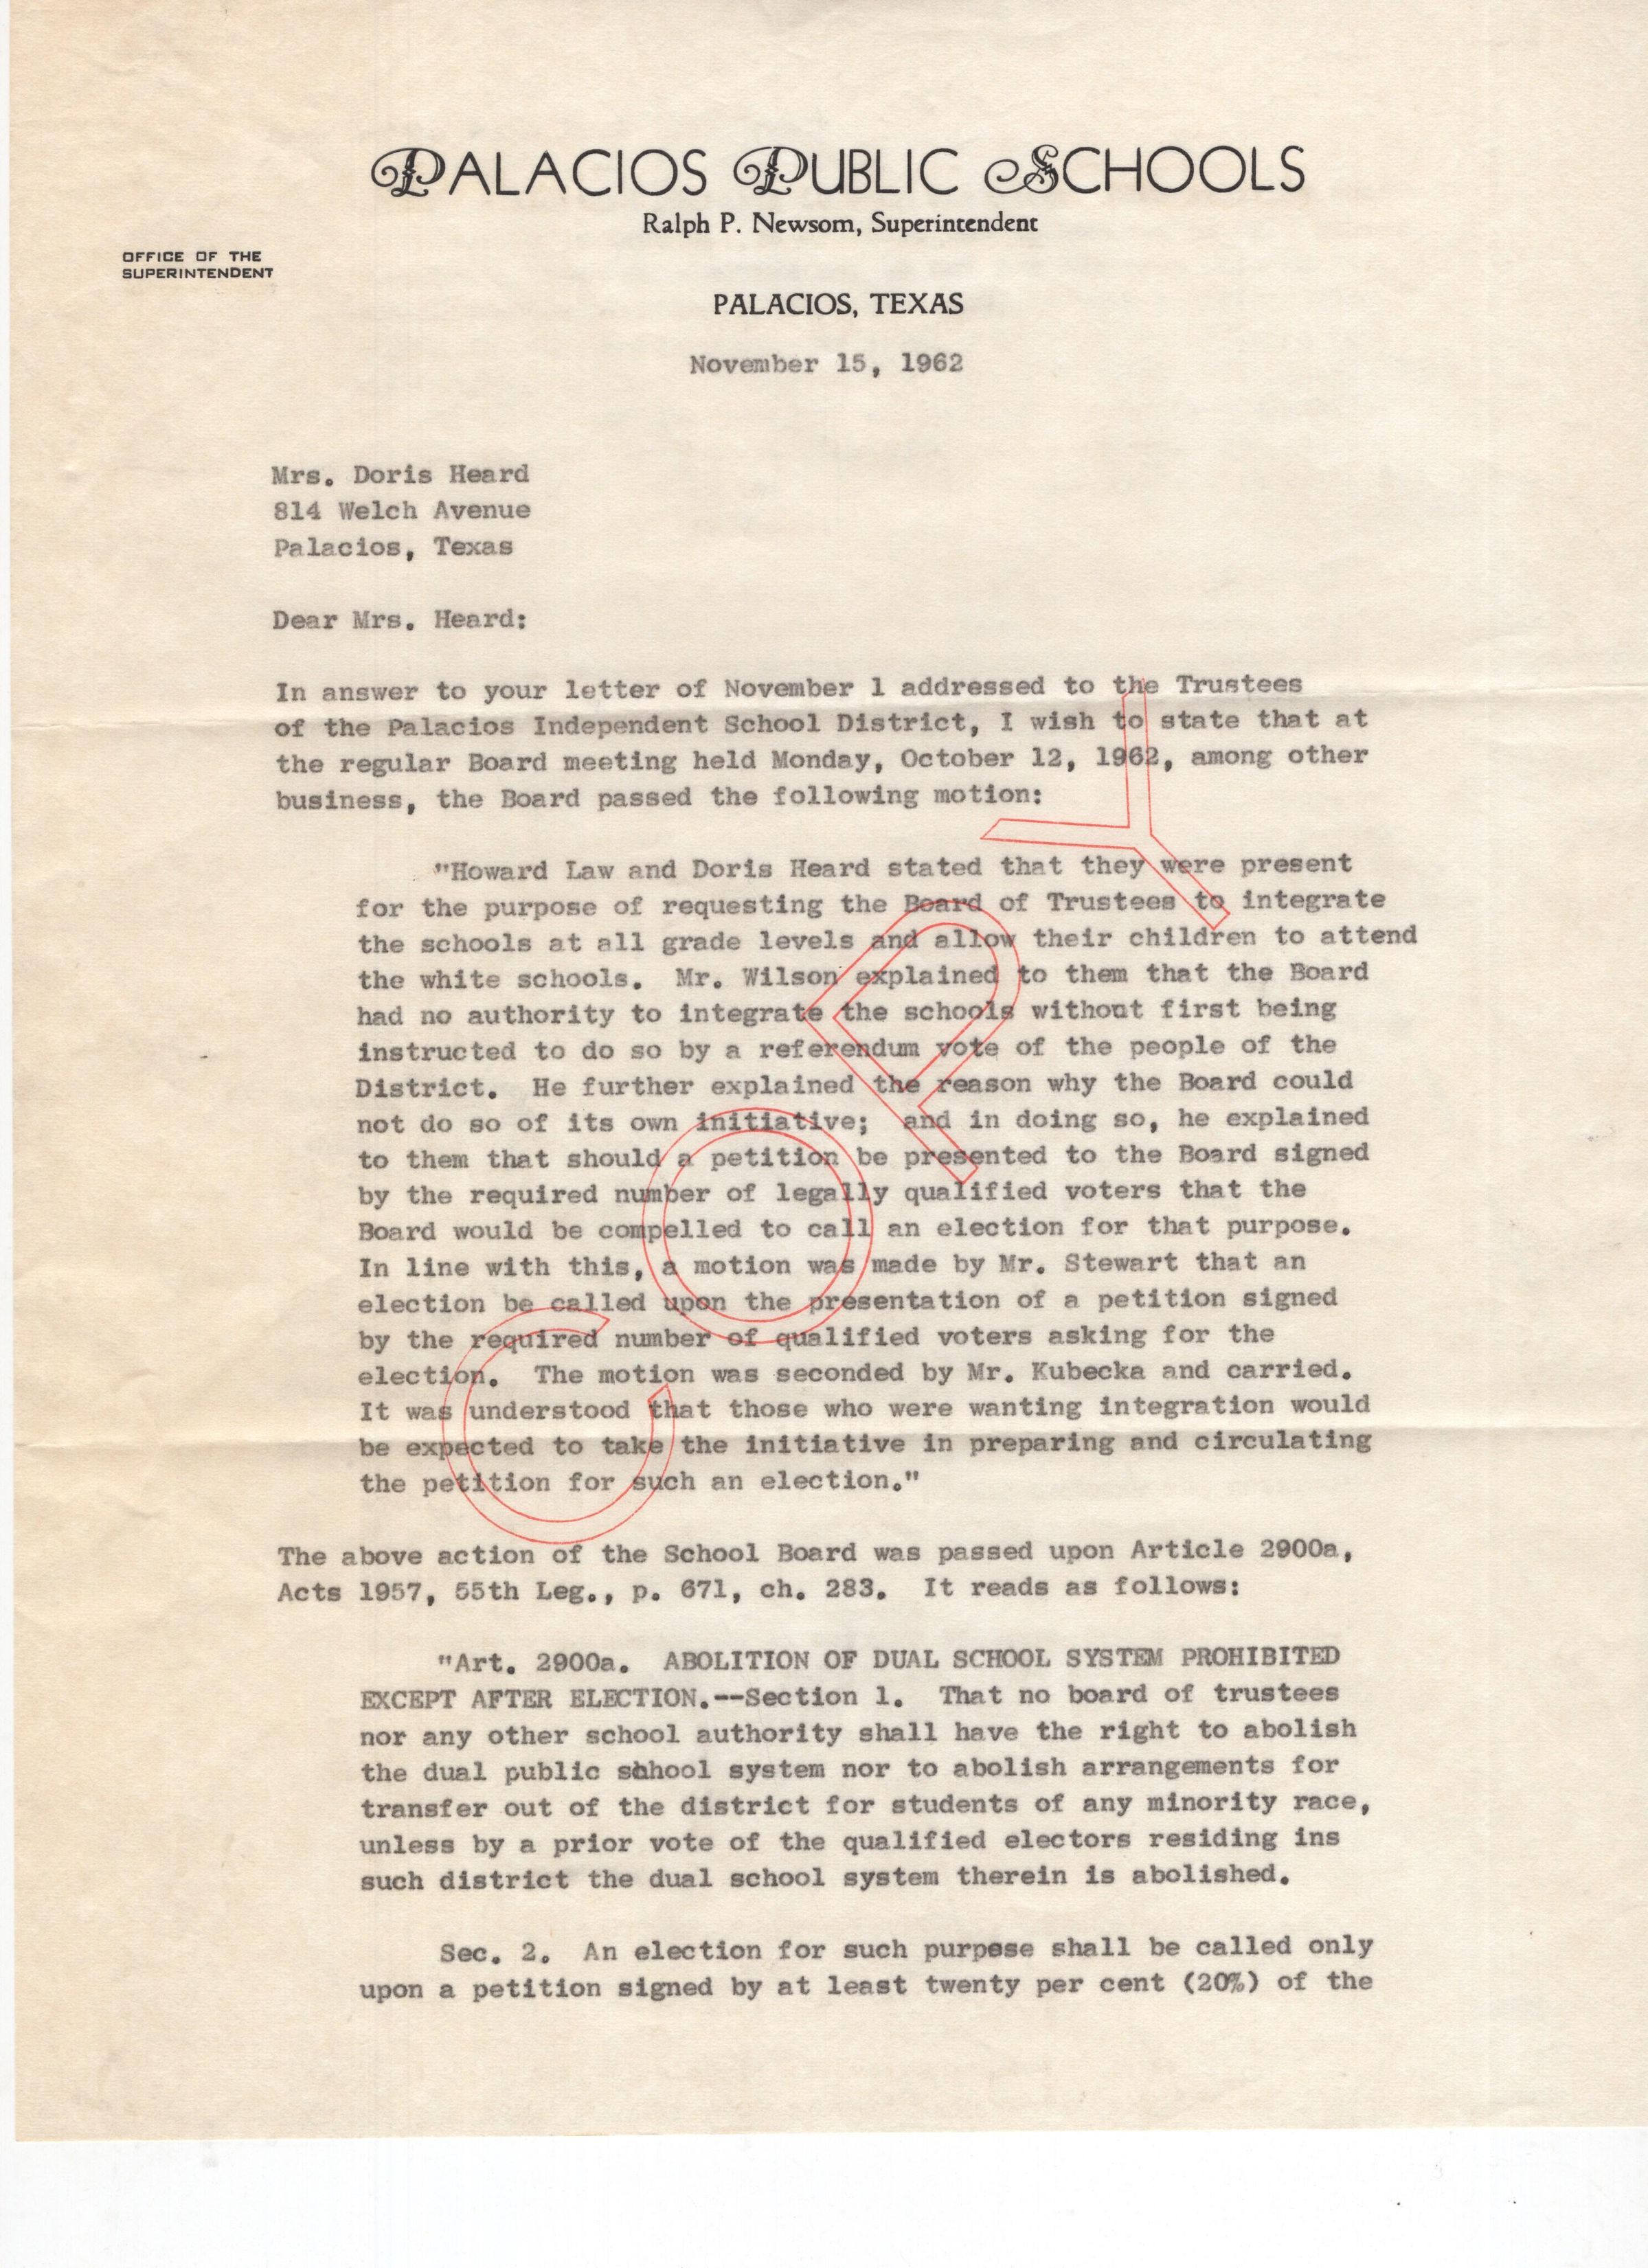 PALACIOS PUBLIC SCHOOLS
Ralph P. Newsom, Superintendent
OFFICE OF THE
SUPERINTENDENT
PALACIOS, TEXAS
November 15, 1962
Mrs. Doris Heard
814 Welch Avenue
Palacios, Texas
Dear Mrs. Heard:
In answer to your letter of November 1 addressed to the Trustees
of the Palacios Independent School District, I wish to state that at
the regular Board meeting held Monday, October 12, 1962, among other
business, the Board passed the following motion:
"Howard Law and Doris Heard stated that they were present
for the purpose of requesting the Board of Trustees to integrate
the schools at all grade levels and allow their children to attend
the white schools. Mr. Wilson explained to them that the Board
had no authority to integrate the schools without first being
instructed to do so by a referendum vote of the people of the
District. He further explained the reason why the Board could
not do so of its own initiative; and in doing so, he explained
to them that should a petition be presented to the Board signed
by the required number of legally qualified voters that the
Board would be compelled to call an election for that purpose.
In line with this, a motion was made by Mr. Stewart that an
election be called upon the presentation of a petition signed
by the required number of qualified voters asking for the
election. The motion was seconded by Mr. Kubecka and carried.
It was understood that those who were wanting integration would
be expected to take the initiative in preparing and circulating
the petition for such an election."
The above action of the School Board was passed upon Article 2900a,
Acts 1957, 55th Leg., p. 671, ch. 283. It reads as follows:
"Art. 2900a. ABOLITION OF DUAL SCHOOL SYSTEM PROHIBITED
EXCEPT AFTER ELECTION.--Section 1. That no board of trustees
nor any other school authority shall have the right to abolish
the dual public school system nor to abolish arrangements for
transfer out of the district for students of any minority race,
unless by a prior vote of the qualified electors residing ins
such district the dual school system therein is abolished.
Sec. 2. An election for such purpose shall be called only
upon a petition signed by at least twenty per cent (20%) of the
COPY